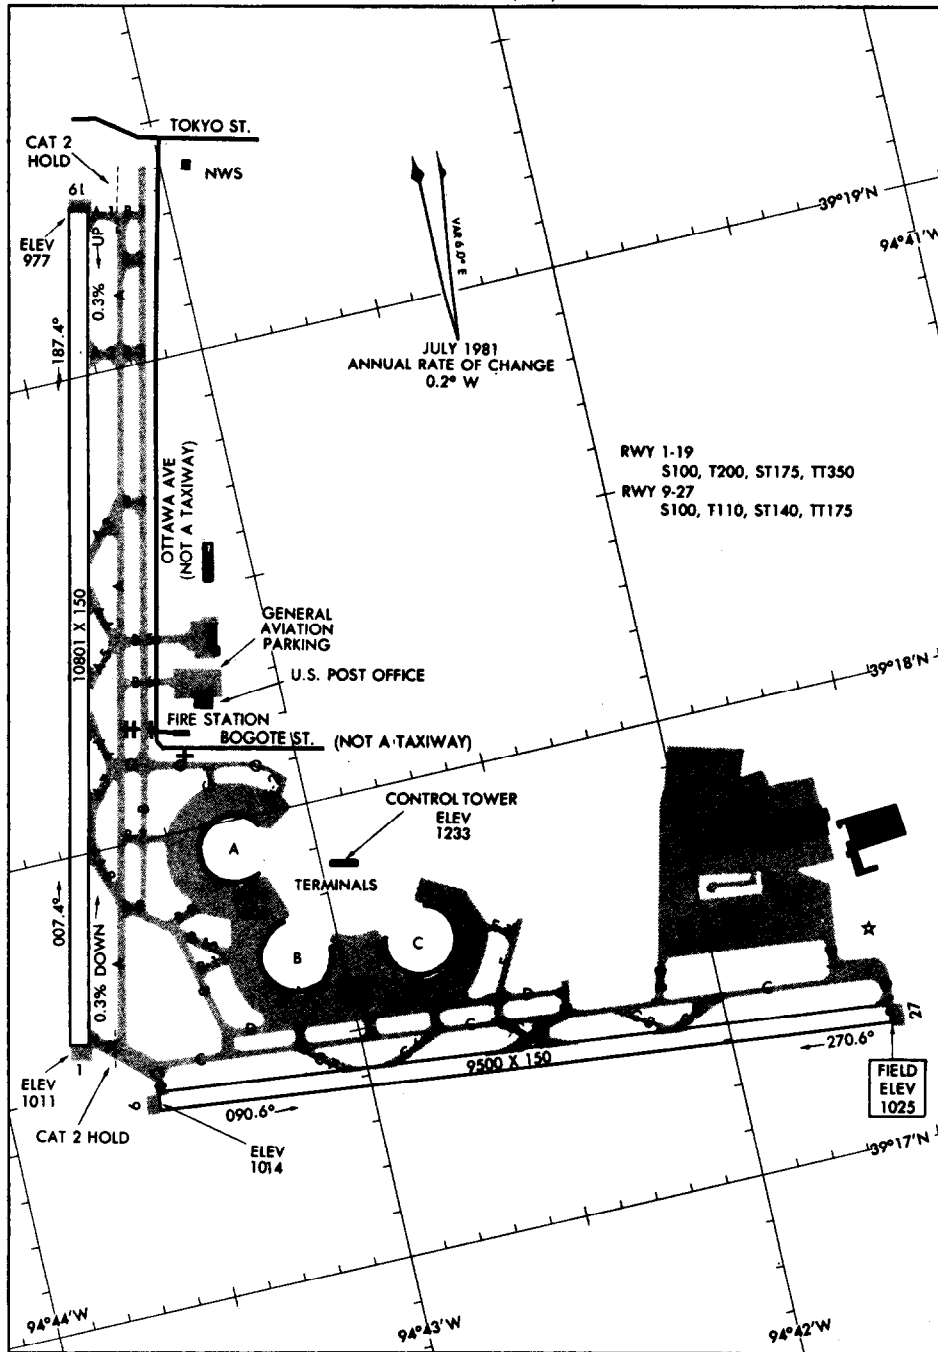 TOKYO ST.
CAT 2
HOLD
NWS
19
ELEV
977
A
B
0.3% UP
187.4°
VAR 6.0° E
39°19'N
94°41'W
JULY 1981
ANNUAL RATE OF CHANGE
0.2° W
RWY 1-19
S100, T200, ST175, TT350
RWY 9-27
S100, T110, ST140, TT175
OTTAWA AVE
(NOT A TAXIWAY)
10801 X 150
GENERAL
AVIATION
PARKING
U.S. POST OFFICE
39°18'N
FIRE STATION
BOGOTE ST.
(NOT A TAXIWAY)
CONTROL TOWER
ELEV
1233
A
TERMINALS
B
C
007.4°
0.3% DOWN
D
D
C
C
9500 X 150
270.6°
27
FIELD
ELEV
1025
1
ELEV
1011
9
090.6°
CAT 2 HOLD
ELEV
1014
39°17'N
94°44'W
94°43'W
94°42'W